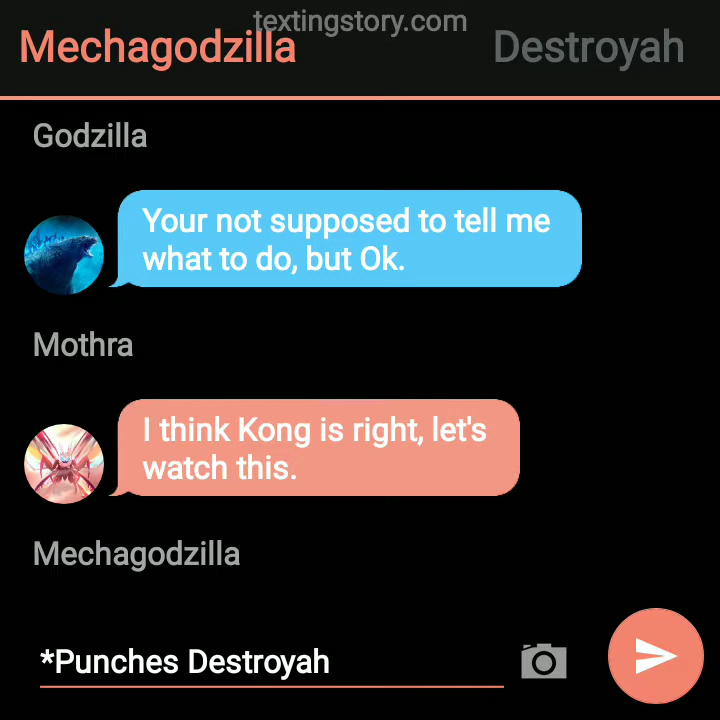 textingstory.com
Mechagodzilla Destroyah
Godzilla
Your not supposed to tell me
what to do, but Ok.
Mothra
I think Kong is right, let's
watch this.
Mechagodzilla
*Punches Destroyah